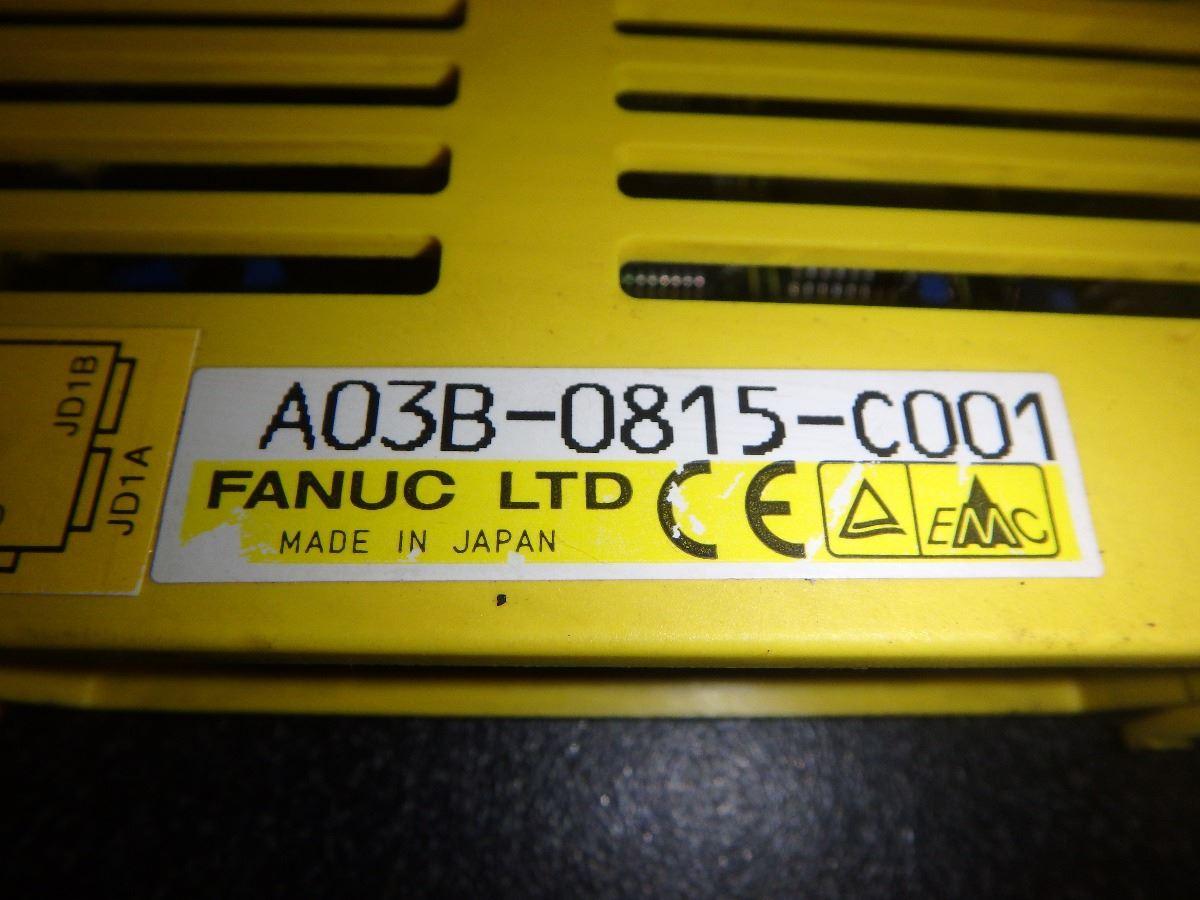 JD1B
JD1A
A03B-0815-C001
FANUC LTD CE EMC
MADE IN JAPAN